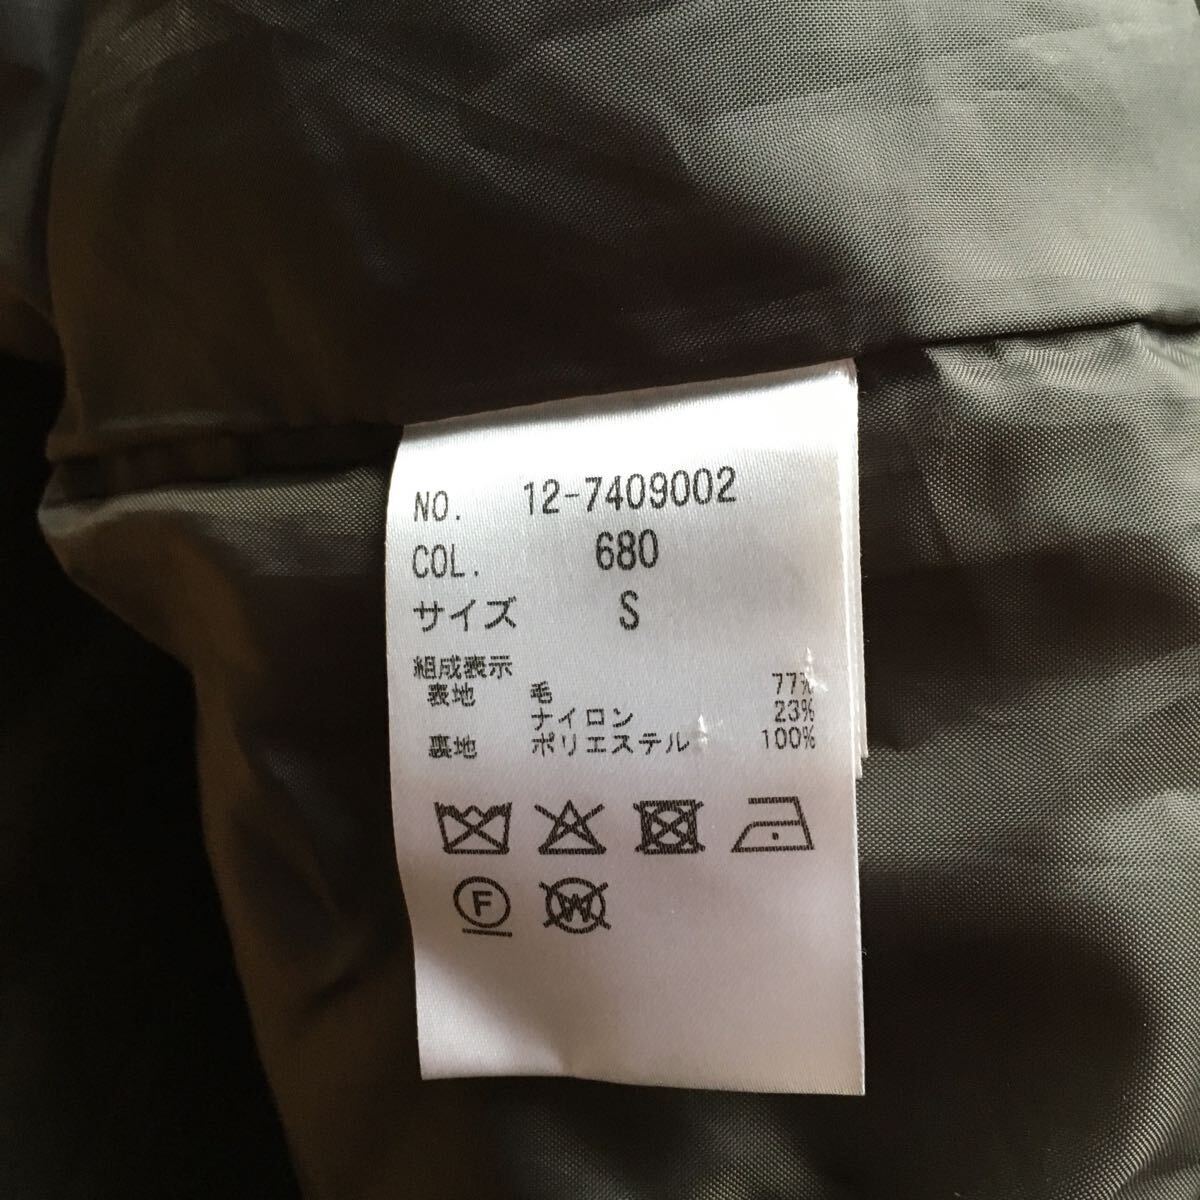 NO. 12-7409002
COL. 680
サイズ S
組成表示
表地 毛 77%
ナイロン 23%
裏地 ポリエステル 100%
F
W